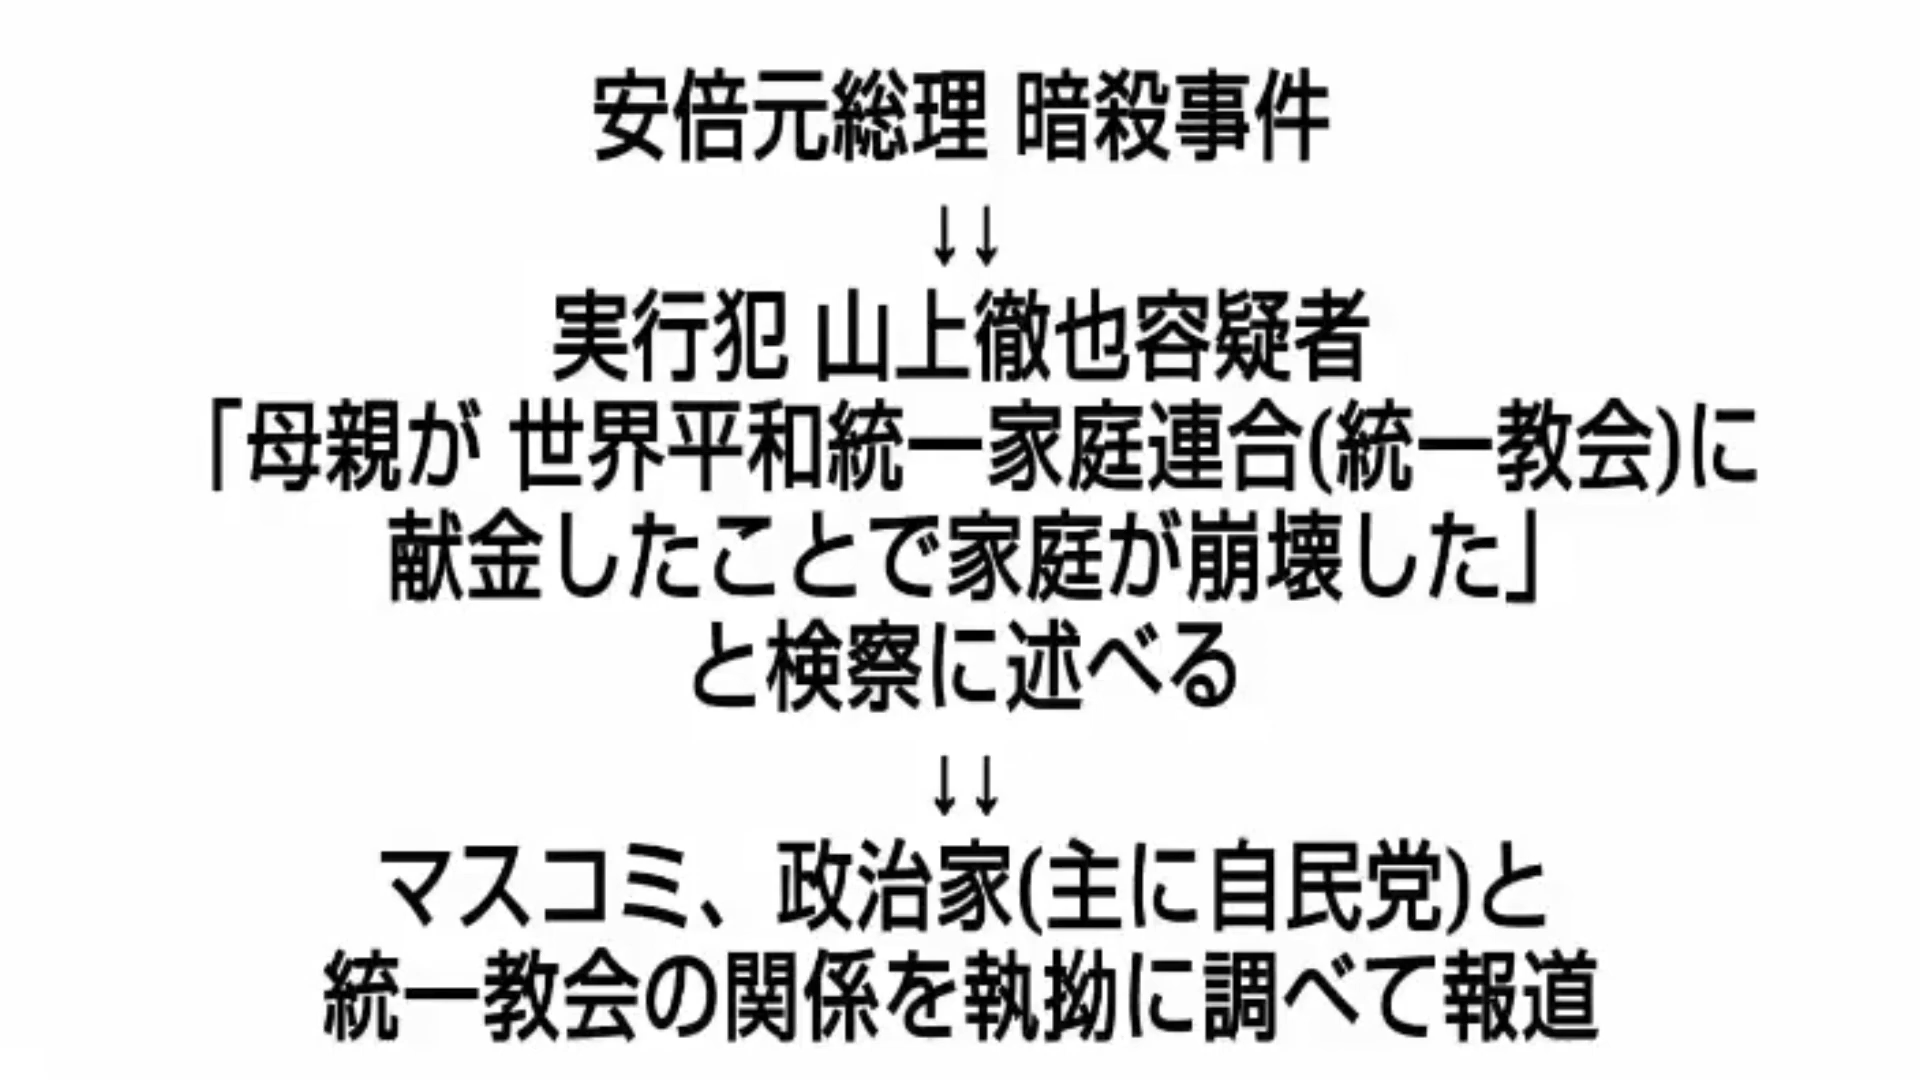 安倍元総理 暗殺事件
↓↓
実行犯 山上徹也容疑者
「母親が 世界平和統一家庭連合(統一教会)に
献金したことで家庭が崩壊した」
と検察に述べる
↓↓
マスコミ、政治家(主に自民党)と
統一教会の関係を執拗に調べて報道